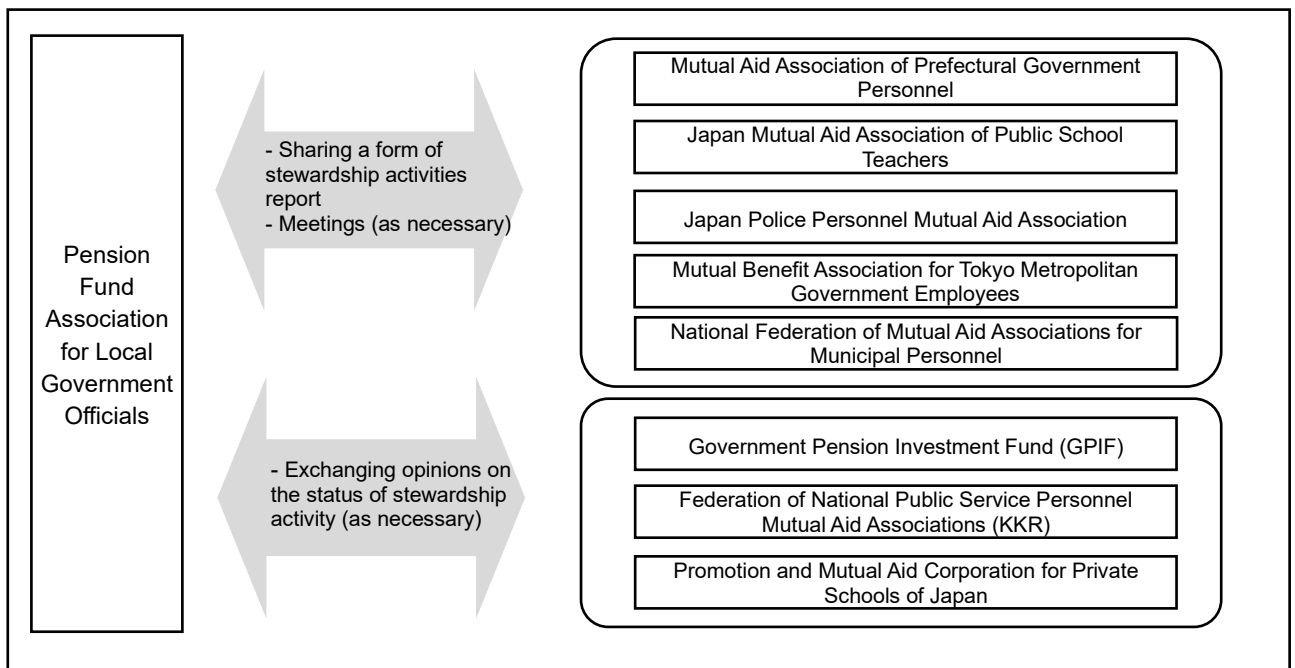 Pension
Fund
Association
for Local
Government
Officials
- Sharing a form of
stewardship activities
report
- Meetings (as necessary)
- Exchanging opinions on
the status of stewardship
activity (as necessary)
Mutual Aid Association of Prefectural Government
Personnel
Japan Mutual Aid Association of Public School
Teachers
Japan Police Personnel Mutual Aid Association
Mutual Benefit Association for Tokyo Metropolitan
Government Employees
National Federation of Mutual Aid Associations for
Municipal Personnel
Government Pension Investment Fund (GPIF)
Federation of National Public Service Personnel
Mutual Aid Associations (KKR)
Promotion and Mutual Aid Corporation for Private
Schools of Japan